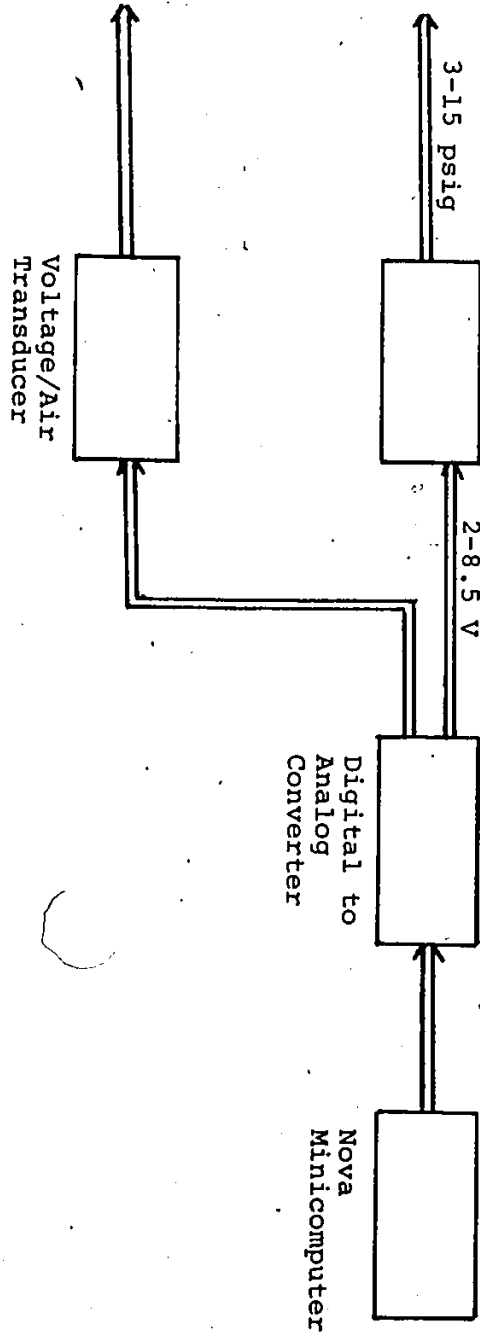 3-15 psig
2-8.5 V
Voltage/Air
Transducer
Digital to
Analog
Converter
Nova
Minicomputer